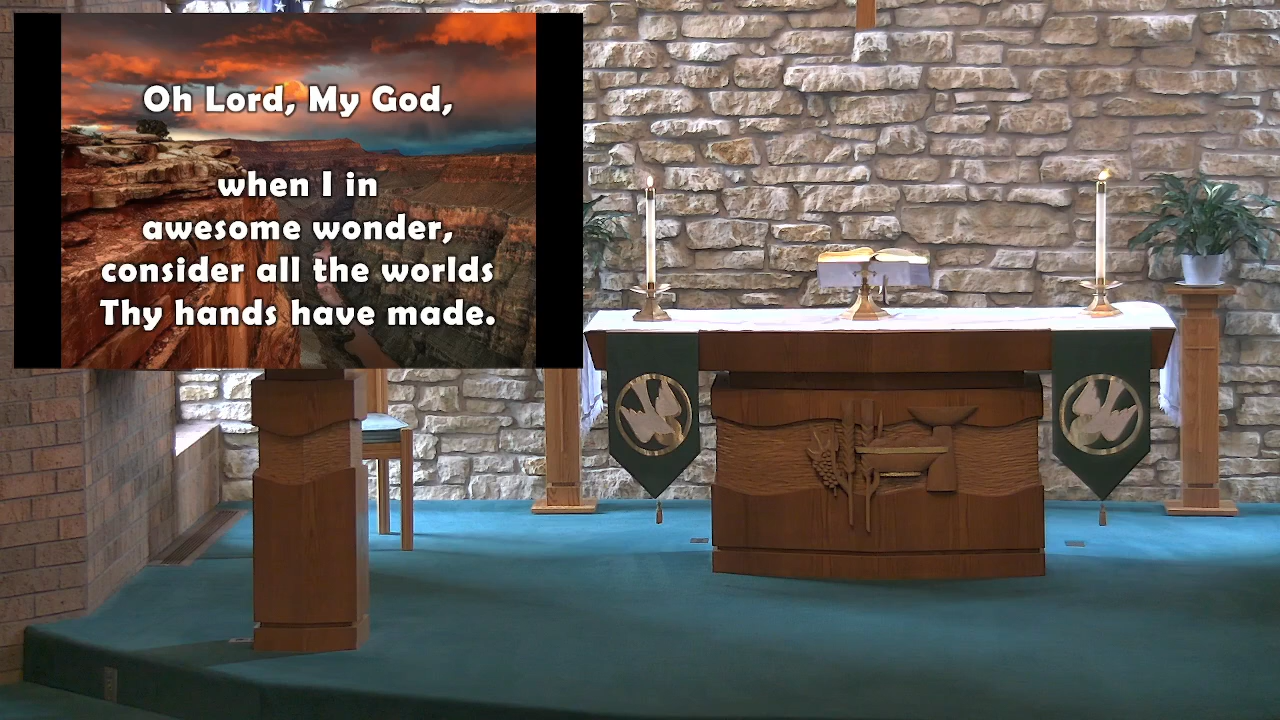 Oh Lord, My God,
when I in
awesome wonder,
consider all the worlds
Thy hands have made.